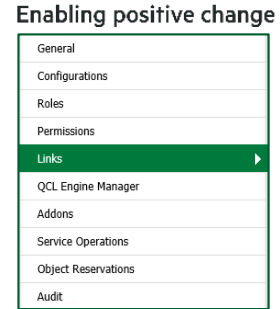 Enabling positive change
General
Configurations
Roles
Permissions
Links
QCL Engine Manager
Addons
Service Operations
Object Reservations
Audit